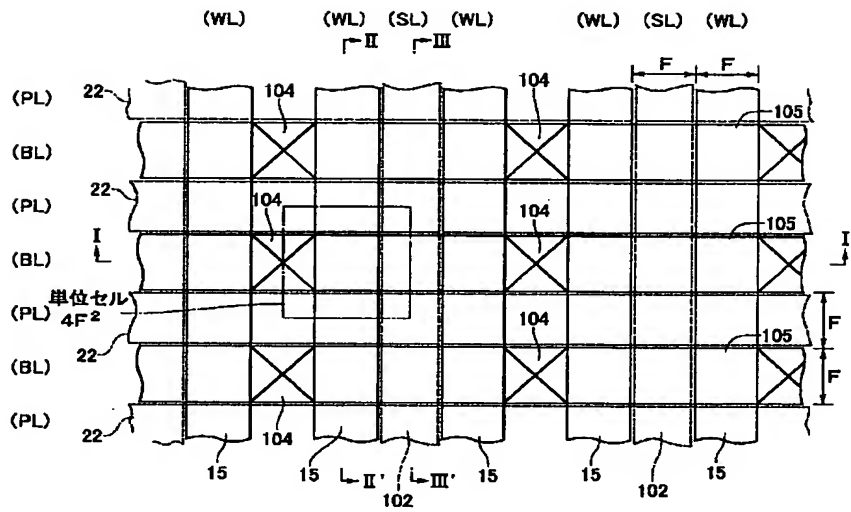 (WL) (WL) (SL) (WL) (WL) (SL) (WL)
II III
F F
(PL) 22 104 104 105
(BL)
(PL) 22 104 104 105
I (BL) I
単位セル
4F²
(PL) 22 104 105 F
(BL) F
(PL) 22 104
15 15 II' III' 15 15 15
102 102